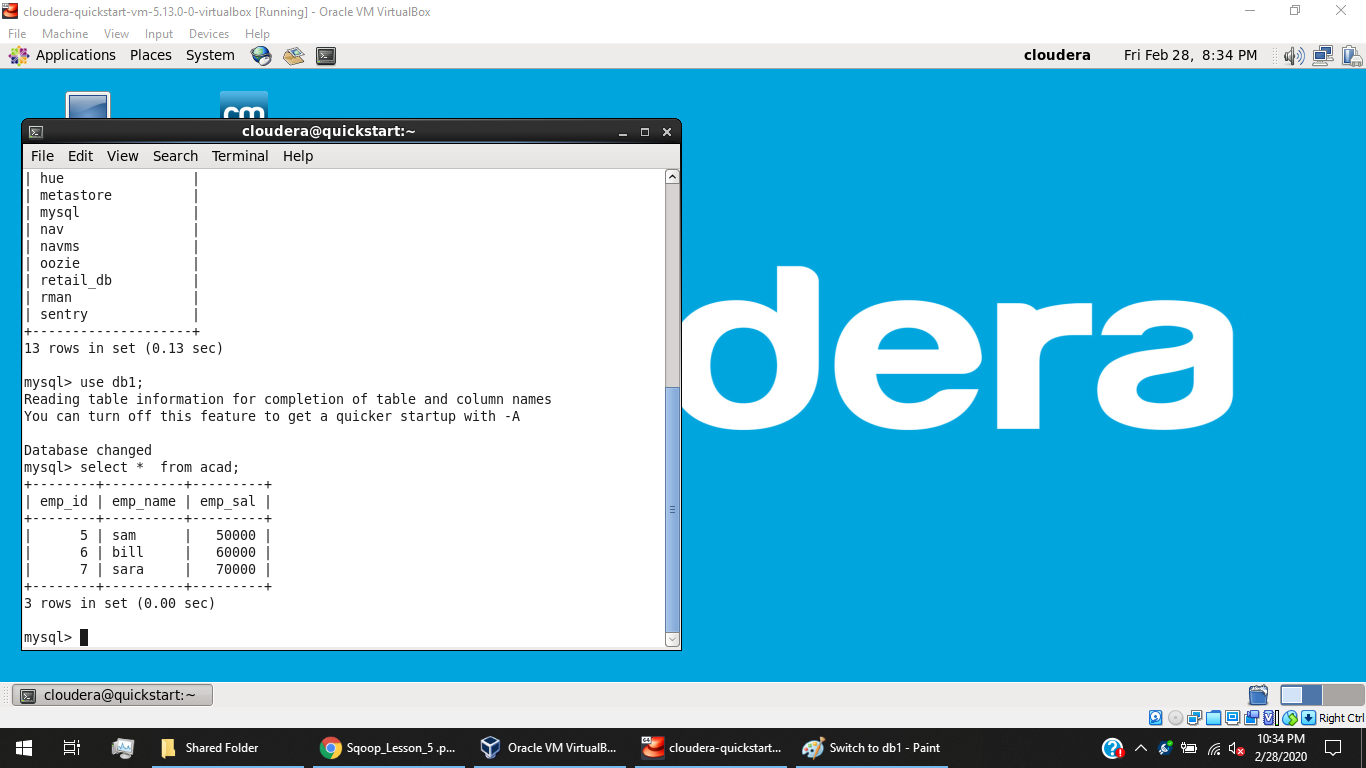 cloudera-quickstart-vm-5.13.0-0-virtualbox [Running] - Oracle VM VirtualBox
File Machine View Input Devices Help
Applications Places System cloudera Fri Feb 28, 8:34 PM
cm
cloudera@quickstart:~
File Edit View Search Terminal Help
| hue                |
| metastore          |
| mysql              |
| nav                |
| navms              |
| oozie              |
| retail_db          |
| rman               |
| sentry             |
+--------------------+
13 rows in set (0.13 sec)
mysql> use db1;
Reading table information for completion of table and column names
You can turn off this feature to get a quicker startup with -A
Database changed
mysql> select *  from acad;
+--------+----------+---------+
| emp_id | emp_name | emp_sal |
+--------+----------+---------+
|      5 | sam      |   50000 |
|      6 | bill     |   60000 |
|      7 | sara     |   70000 |
+--------+----------+---------+
3 rows in set (0.00 sec)
mysql>
dera
cloudera@quickstart:~
Right Ctrl
Shared Folder Sqoop_Lesson_5 .p... Oracle VM VirtualB... cloudera-quickstart... Switch to db1 - Paint
10:34 PM
2/28/2020